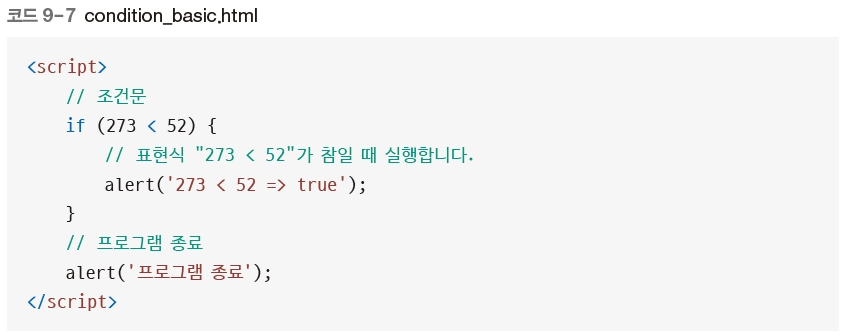 코드 9-7 condition_basic.html
<script>
    // 조건문
    if (273 < 52) {
        // 표현식 "273 < 52"가 참일 때 실행합니다.
        alert('273 < 52 => true');
    }
    // 프로그램 종료
    alert('프로그램 종료');
</script>